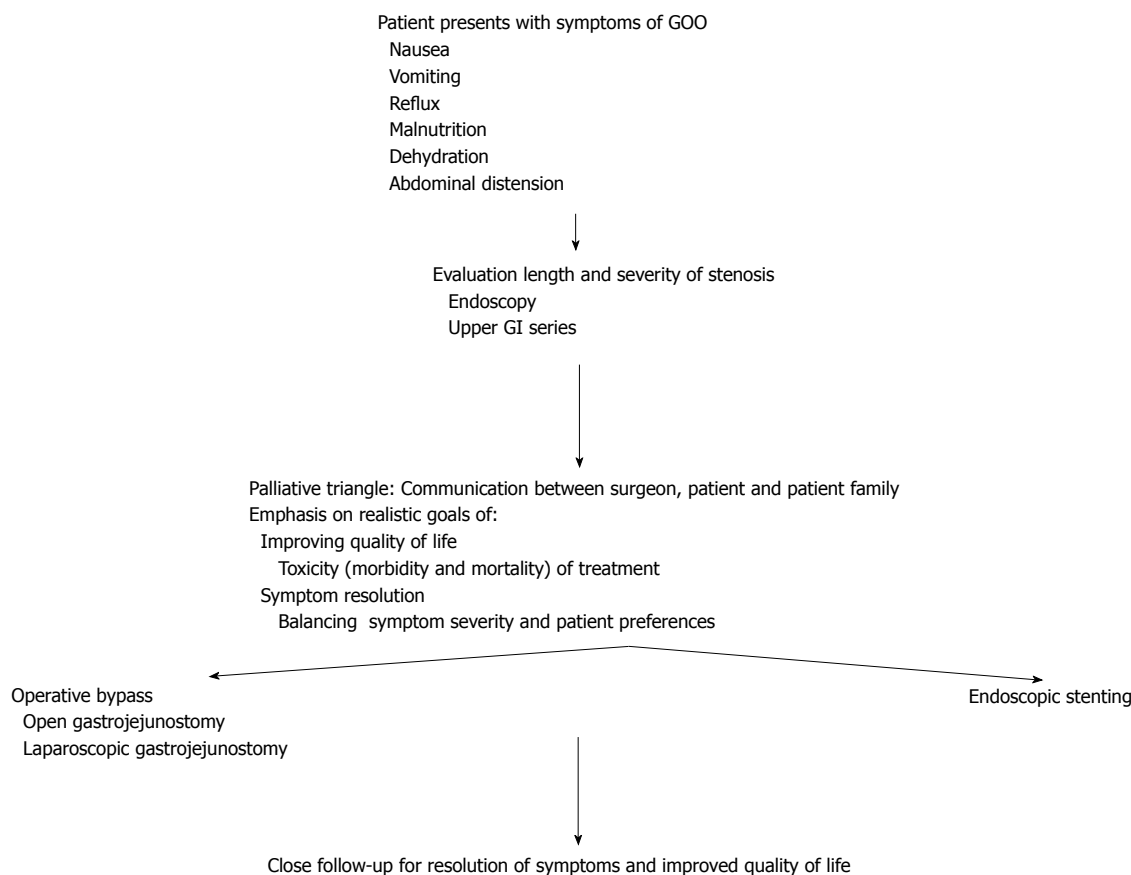 Patient presents with symptoms of GOO
Nausea
Vomiting
Reflux
Malnutrition
Dehydration
Abdominal distension
Evaluation length and severity of stenosis
Endoscopy
Upper GI series
Palliative triangle: Communication between surgeon, patient and patient family
Emphasis on realistic goals of:
Improving quality of life
Toxicity (morbidity and mortality) of treatment
Symptom resolution
Balancing symptom severity and patient preferences
Operative bypass
Open gastrojejunostomy
Laparoscopic gastrojejunostomy
Endoscopic stenting
Close follow-up for resolution of symptoms and improved quality of life